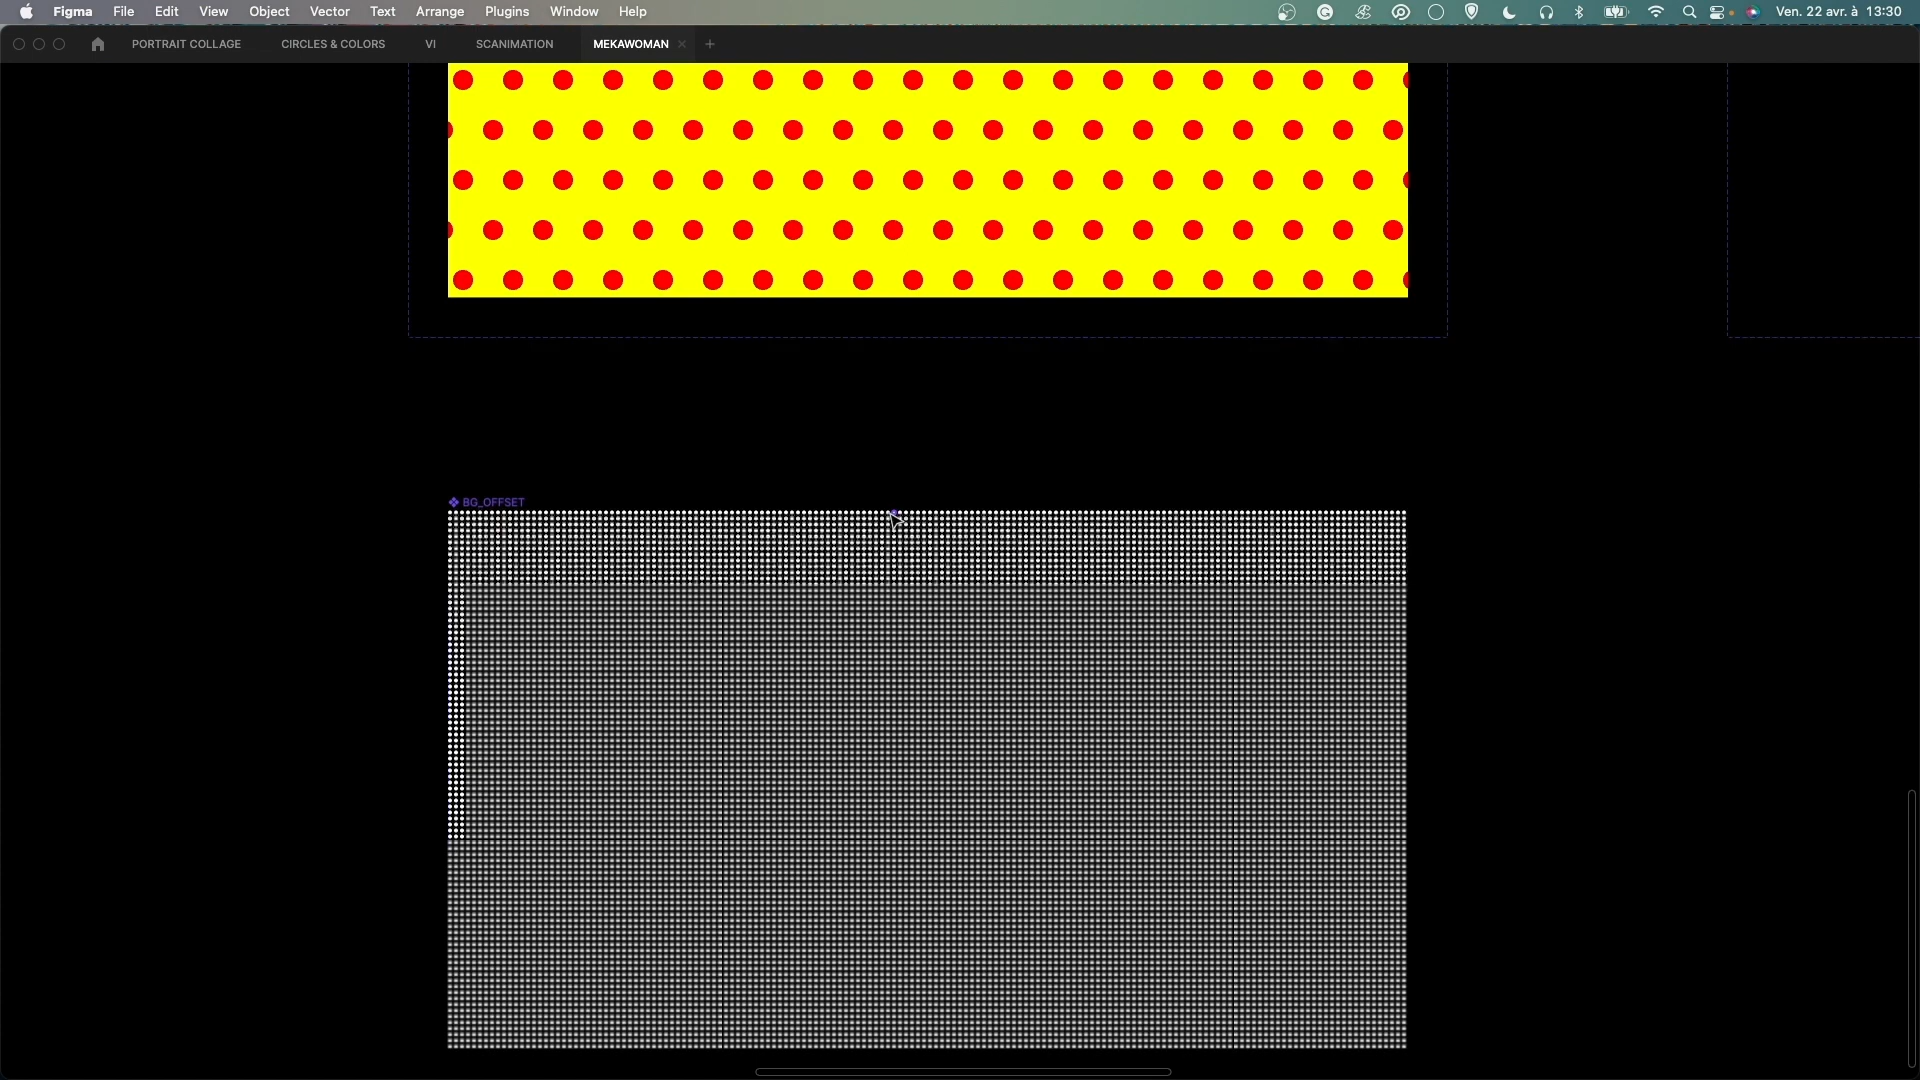 Figma File Edit View Object Vector Text Arrange Plugins Window Help Ven. 22 avr. à 13:30
PORTRAIT COLLAGE CIRCLES & COLORS VI SCANIMATION MEKAWOMAN
BG_OFFSET